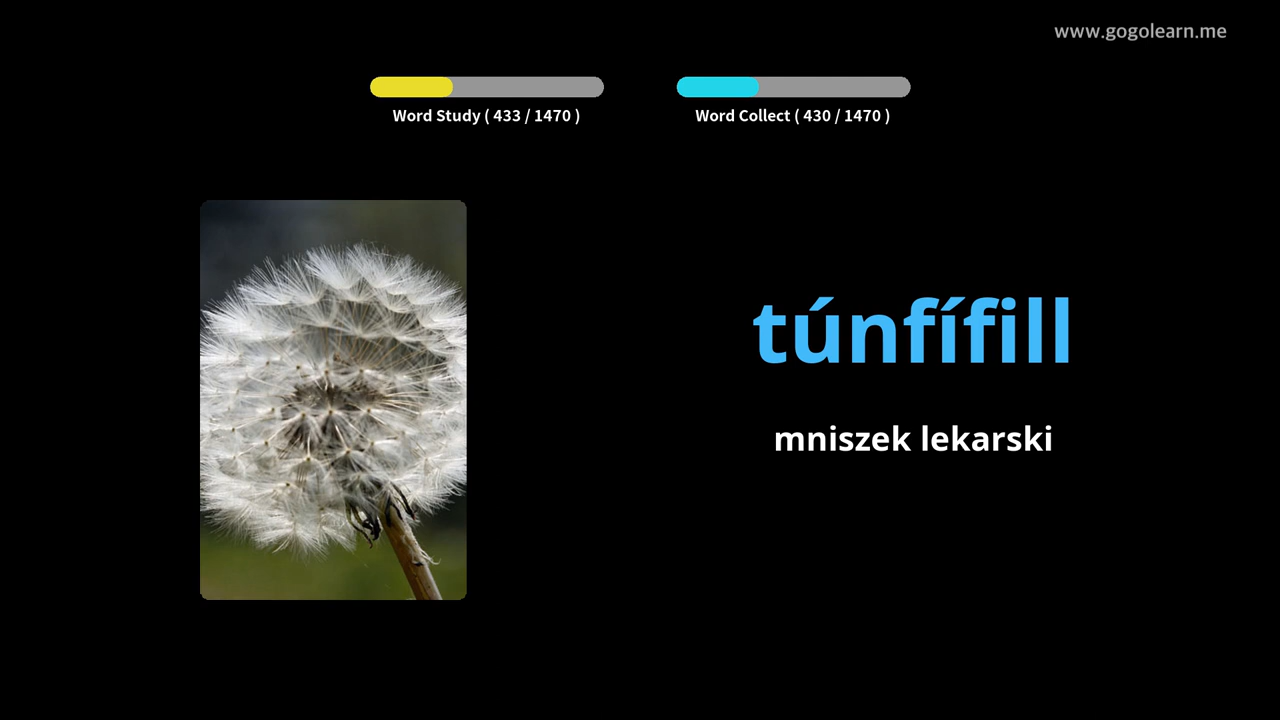 www.gogolearn.me
Word Study ( 433 / 1470 )
Word Collect ( 430 / 1470 )
túnfífill
mniszek lekarski